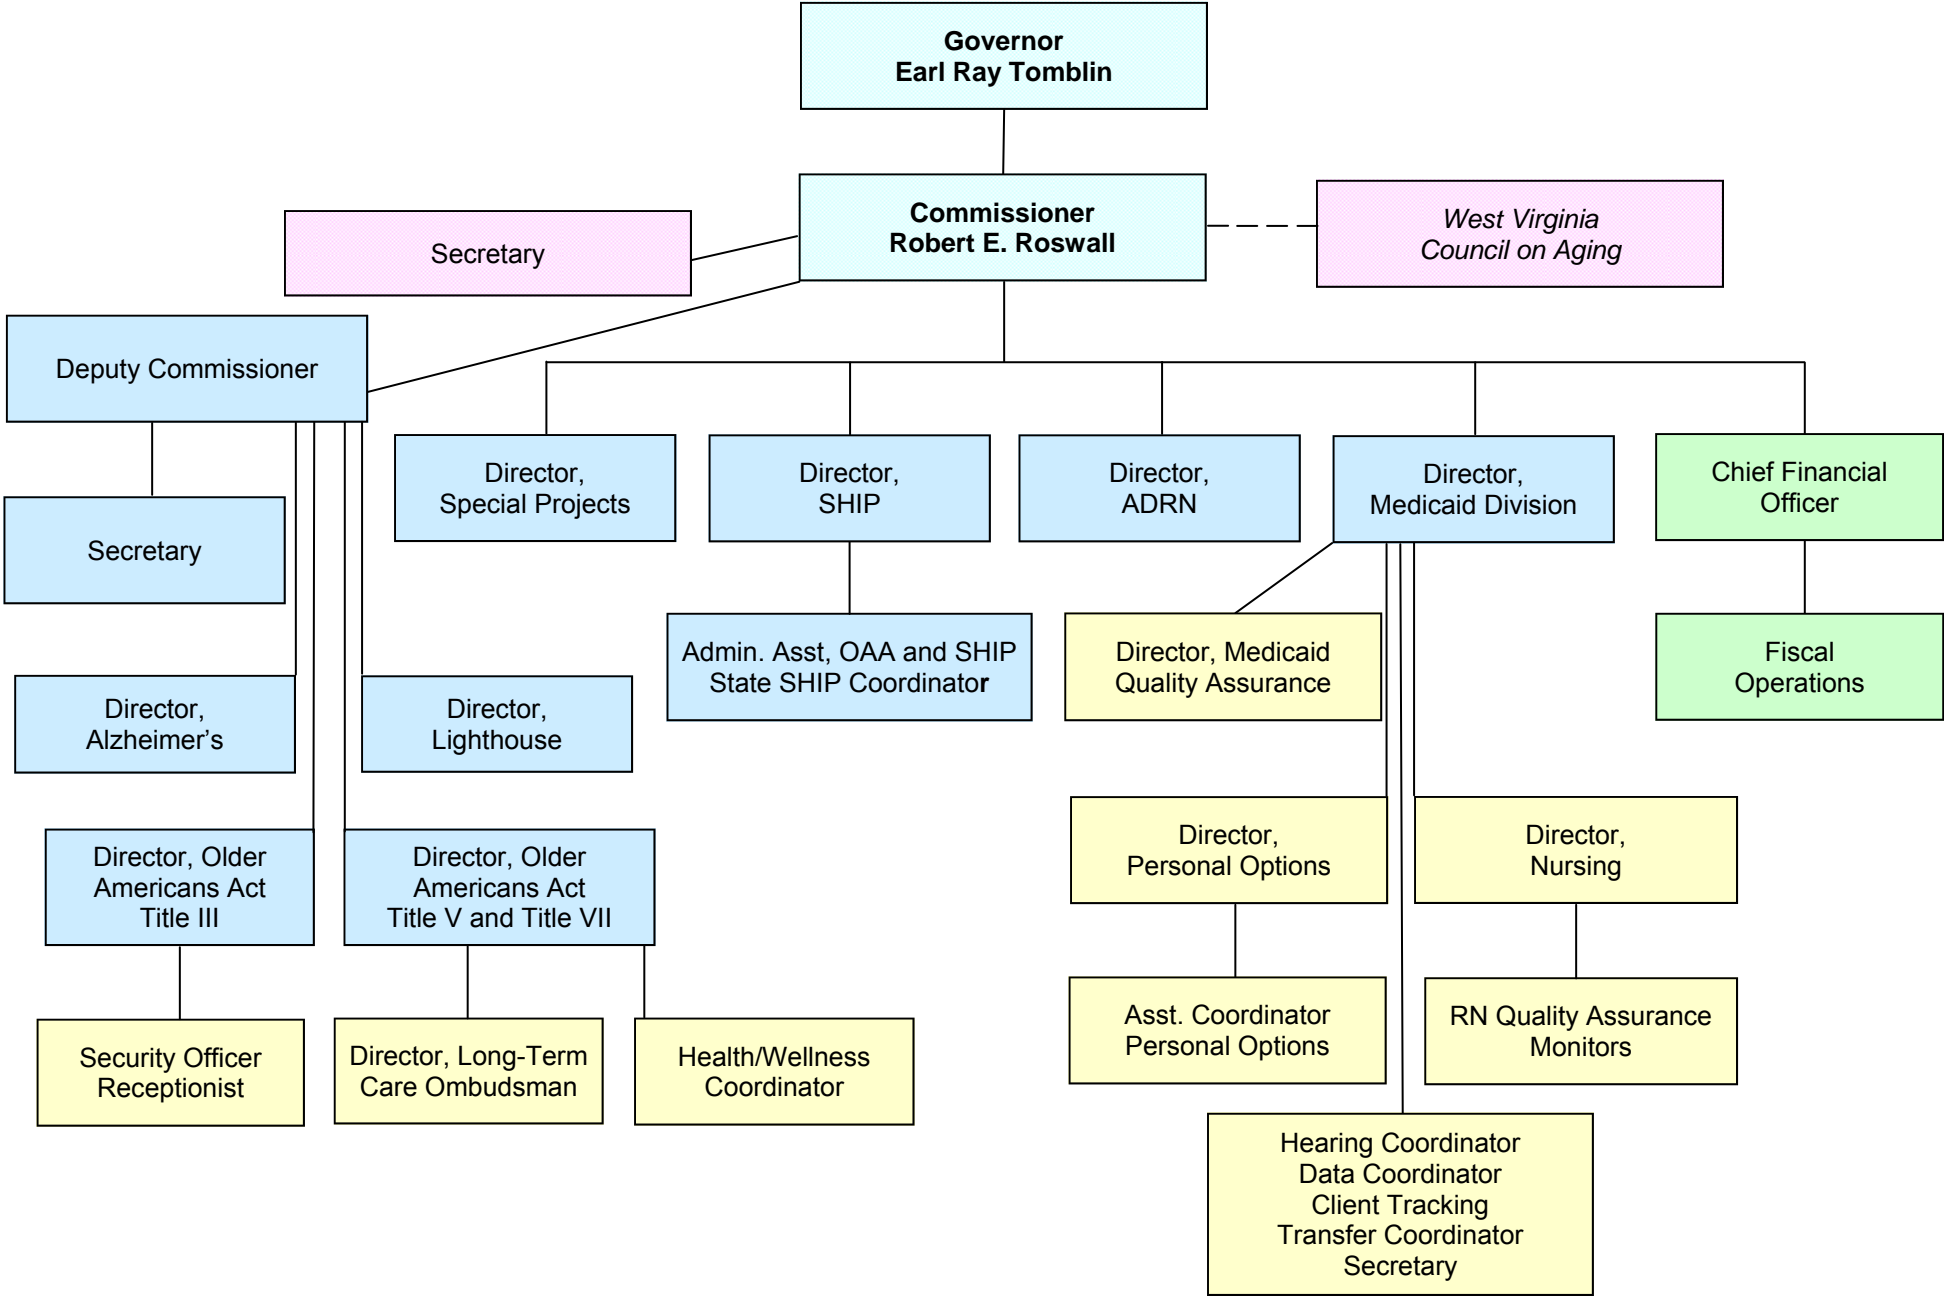 Governor
Earl Ray Tomblin
Commissioner
Robert E. Roswall
Secretary
West Virginia
Council on Aging
Deputy Commissioner
Director,
Special Projects
Director,
SHIP
Director,
ADRN
Director,
Medicaid Division
Chief Financial
Officer
Secretary
Admin. Asst, OAA and SHIP
State SHIP Coordinator
Director, Medicaid
Quality Assurance
Fiscal
Operations
Director,
Alzheimer’s
Director,
Lighthouse
Director, Older
Americans Act
Title III
Director, Older
Americans Act
Title V and Title VII
Director,
Personal Options
Director,
Nursing
Security Officer
Receptionist
Director, Long-Term
Care Ombudsman
Health/Wellness
Coordinator
Asst. Coordinator
Personal Options
RN Quality Assurance
Monitors
Hearing Coordinator
Data Coordinator
Client Tracking
Transfer Coordinator
Secretary